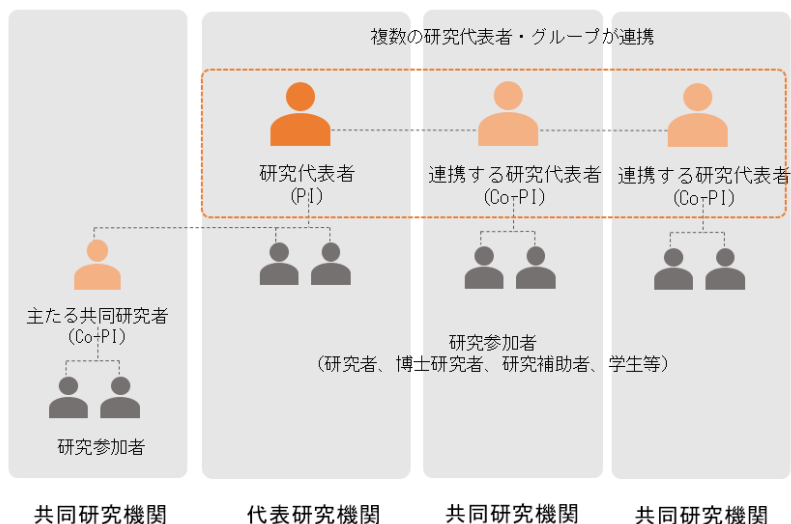 複数の研究代表者・グループが連携
研究代表者
(PI)
連携する研究代表者
(Co-PI)
連携する研究代表者
(Co-PI)
主たる共同研究者
(Co-PI)
研究参加者
(研究者、博士研究者、研究補助者、学生等)
研究参加者
共同研究機関
代表研究機関
共同研究機関
共同研究機関